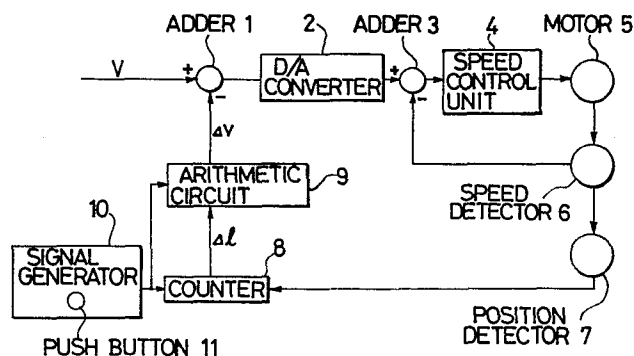 ADDER 1
2
ADDER 3
4
MOTOR 5
V
+
-
D/A
CONVERTER
+
-
SPEED
CONTROL
UNIT
Δv
ARITHMETIC
CIRCUIT
9
SPEED
DETECTOR 6
10
Δl
SIGNAL
GENERATOR
8
COUNTER
PUSH BUTTON 11
POSITION
DETECTOR
7